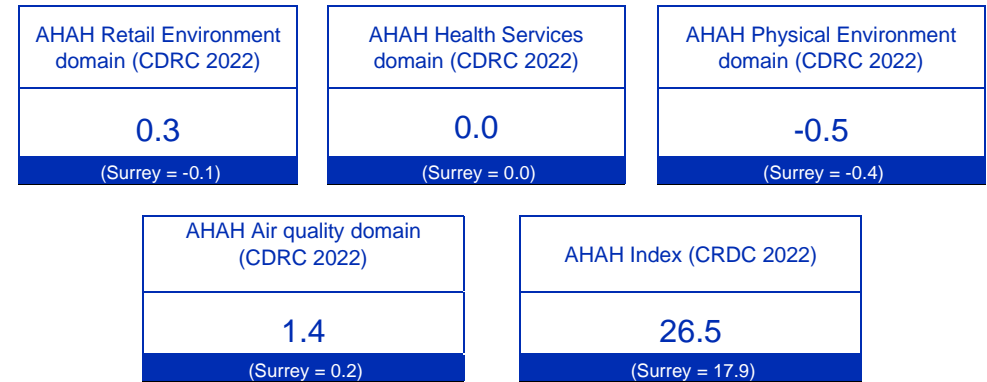 AHAH Retail Environment
domain (CDRC 2022)
0.3
(Surrey = -0.1)
AHAH Health Services
domain (CDRC 2022)
0.0
(Surrey = 0.0)
AHAH Physical Environment
domain (CDRC 2022)
-0.5
(Surrey = -0.4)
AHAH Air quality domain
(CDRC 2022)
1.4
(Surrey = 0.2)
AHAH Index (CRDC 2022)
26.5
(Surrey = 17.9)